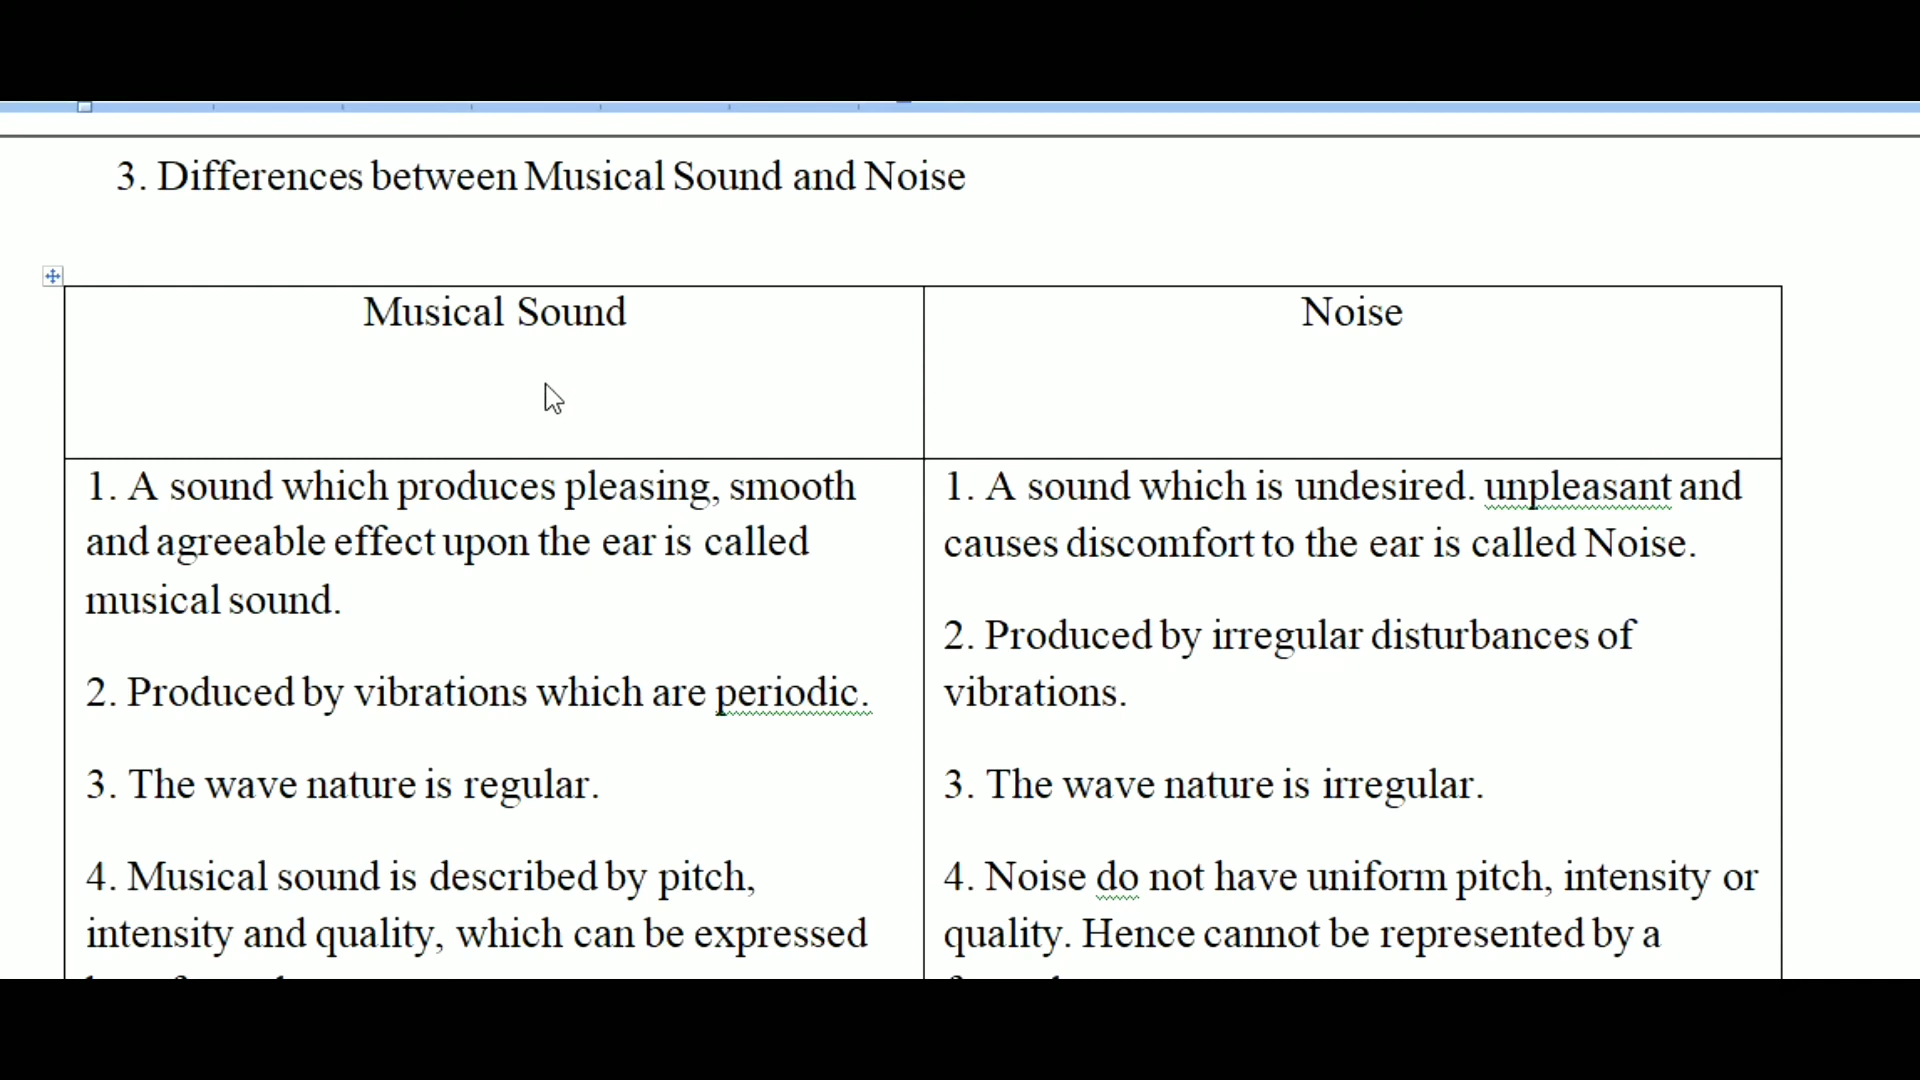 3. Differences between Musical Sound and Noise
Musical Sound
Noise
1. A sound which produces pleasing, smooth
and agreeable effect upon the ear is called
musical sound.
2. Produced by vibrations which are periodic.
3. The wave nature is regular.
4. Musical sound is described by pitch,
intensity and quality, which can be expressed
1. A sound which is undesired. unpleasant and
causes discomfort to the ear is called Noise.
2. Produced by irregular disturbances of
vibrations.
3. The wave nature is irregular.
4. Noise do not have uniform pitch, intensity or
quality. Hence cannot be represented by a